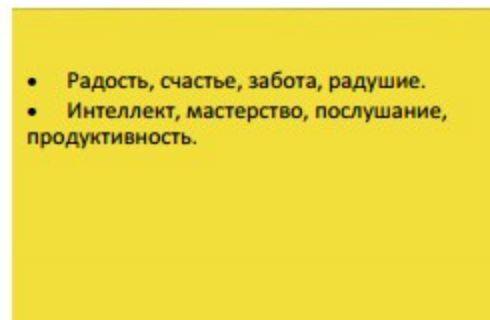 • Радость, счастье, забота, радушие.
• Интеллект, мастерство, послушание,
продуктивность.